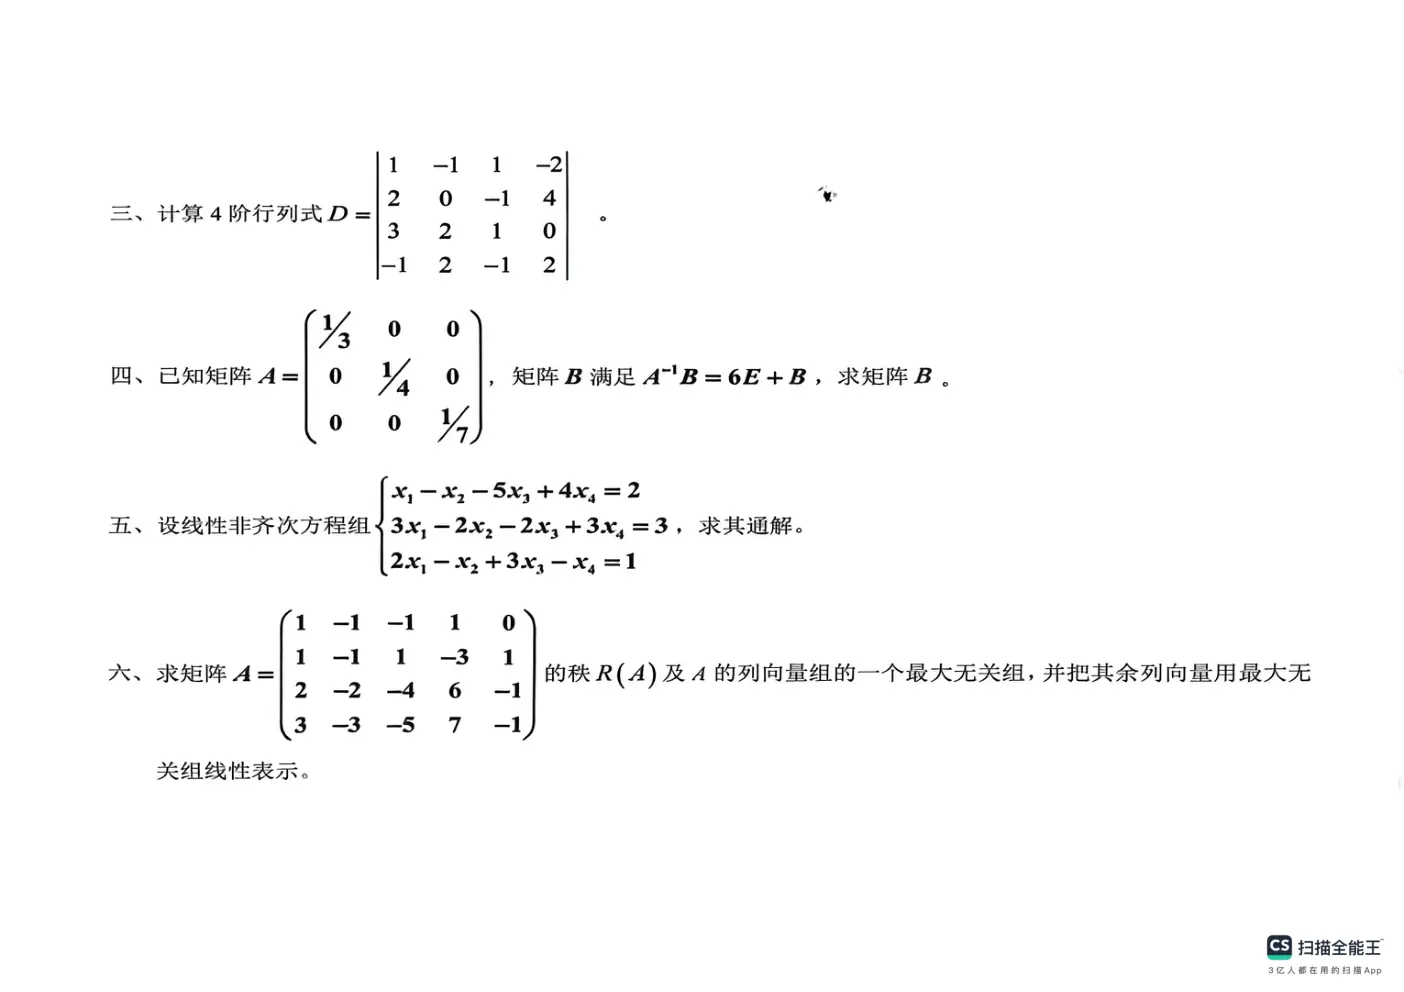 三、计算 4 阶行列式 D = | 1 −1 1 −2 |
| 2 0 −1 4 |
| 3 2 1 0 |
| −1 2 −1 2 | 。
四、已知矩阵 A = ( 1/3 0 0 )
( 0 1/4 0 )
( 0 0 1/7 ) ，矩阵 B 满足 A⁻¹B = 6E + B ，求矩阵 B 。
五、设线性非齐次方程组 { x₁ − x₂ − 5x₃ + 4x₄ = 2
3x₁ − 2x₂ − 2x₃ + 3x₄ = 3 ，求其通解。
2x₁ − x₂ + 3x₃ − x₄ = 1
六、求矩阵 A = ( 1 −1 −1 1 0 )
( 1 −1 1 −3 1 )
( 2 −2 −4 6 −1 )
( 3 −3 −5 7 −1 ) 的秩 R(A) 及 A 的列向量组的一个最大无关组，并把其余列向量用最大无
关组线性表示。
CS 扫描全能王
3亿人都在用的扫描App